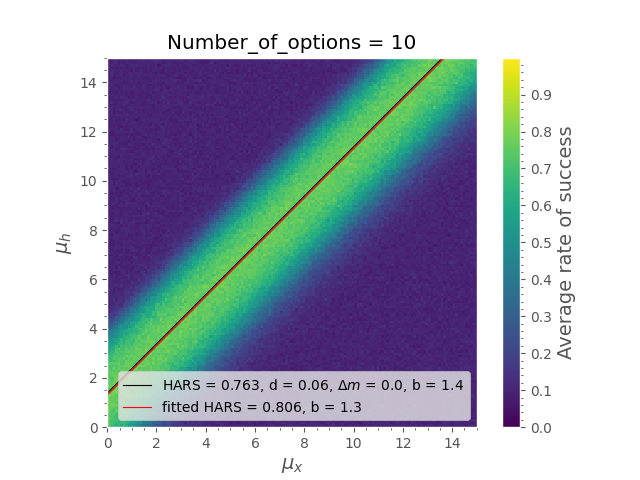 Number_of_options = 10
14
12
10
8
6
4
2
0
μh
HARS = 0.763, d = 0.06, Δm = 0.0, b = 1.4
fitted HARS = 0.806, b = 1.3
0 2 4 6 8 10 12 14
μx
0.9
0.8
0.7
0.6
0.5
0.4
0.3
0.2
0.1
0.0
Average rate of success